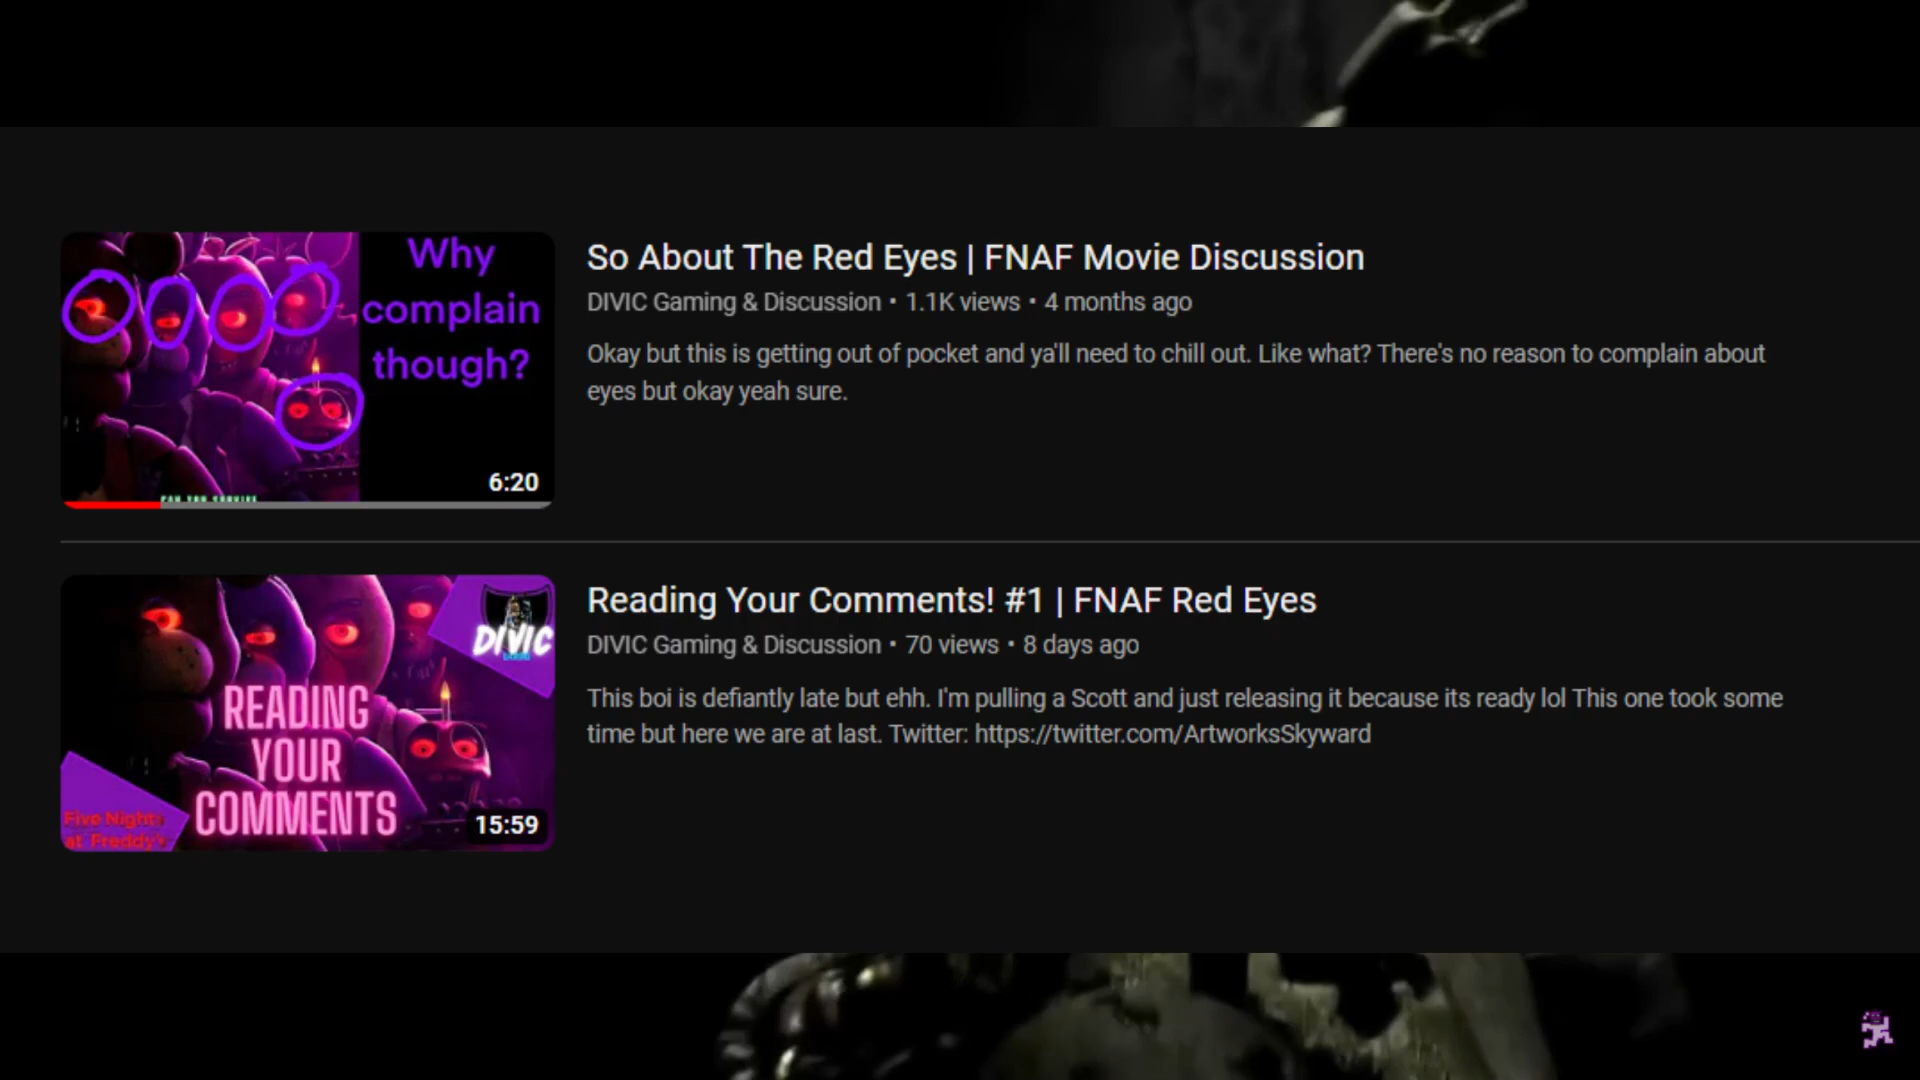 Why
complain
though?
CAN YOU SURVIVE
6:20
So About The Red Eyes | FNAF Movie Discussion
DIVIC Gaming & Discussion • 1.1K views • 4 months ago
Okay but this is getting out of pocket and ya'll need to chill out. Like what? There's no reason to complain about
eyes but okay yeah sure.
DIVIC
GAMING
READING
YOUR
COMMENTS
Five Nights
at Freddy's
15:59
Reading Your Comments! #1 | FNAF Red Eyes
DIVIC Gaming & Discussion • 70 views • 8 days ago
This boi is defiantly late but ehh. I'm pulling a Scott and just releasing it because its ready lol This one took some
time but here we are at last. Twitter: https://twitter.com/ArtworksSkyward